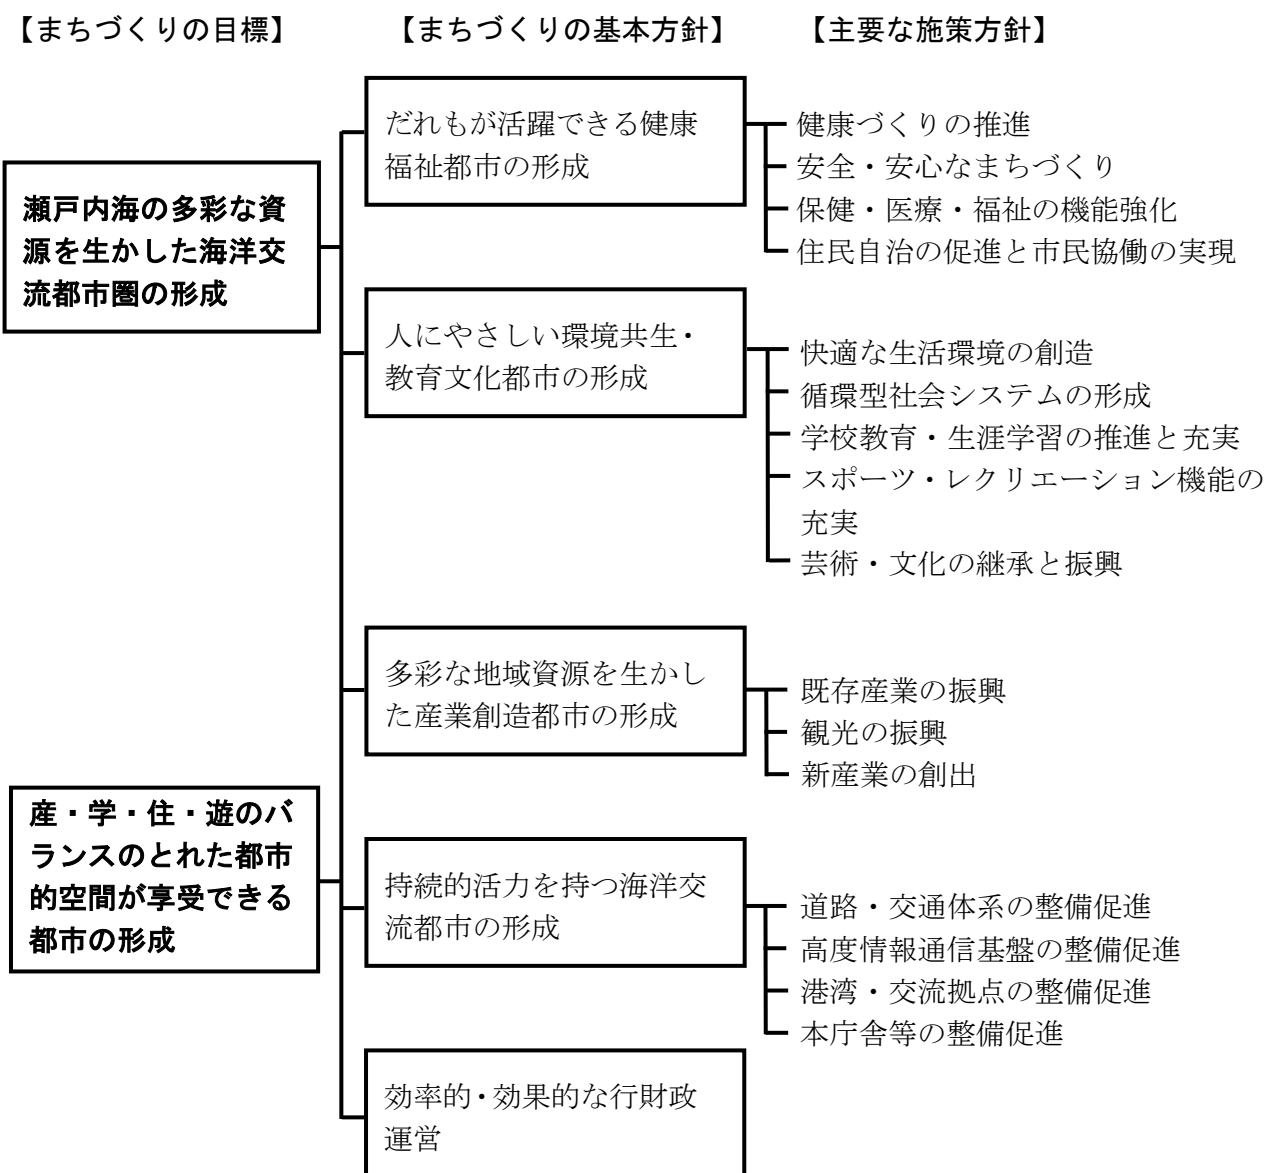 【まちづくりの目標】
【まちづくりの基本方針】
【主要な施策方針】
瀬戸内海の多彩な資
源を生かした海洋交
流都市圏の形成
産・学・住・遊のバ
ランスのとれた都市
的空間が享受できる
都市の形成
だれもが活躍できる健康
福祉都市の形成
健康づくりの推進
安全・安心なまちづくり
保健・医療・福祉の機能強化
住民自治の促進と市民協働の実現
人にやさしい環境共生・
教育文化都市の形成
快適な生活環境の創造
循環型社会システムの形成
学校教育・生涯学習の推進と充実
スポーツ・レクリエーション機能の
充実
芸術・文化の継承と振興
多彩な地域資源を生かし
た産業創造都市の形成
既存産業の振興
観光の振興
新産業の創出
持続的活力を持つ海洋交
流都市の形成
道路・交通体系の整備促進
高度情報通信基盤の整備促進
港湾・交流拠点の整備促進
本庁舎等の整備促進
効率的・効果的な行財政
運営